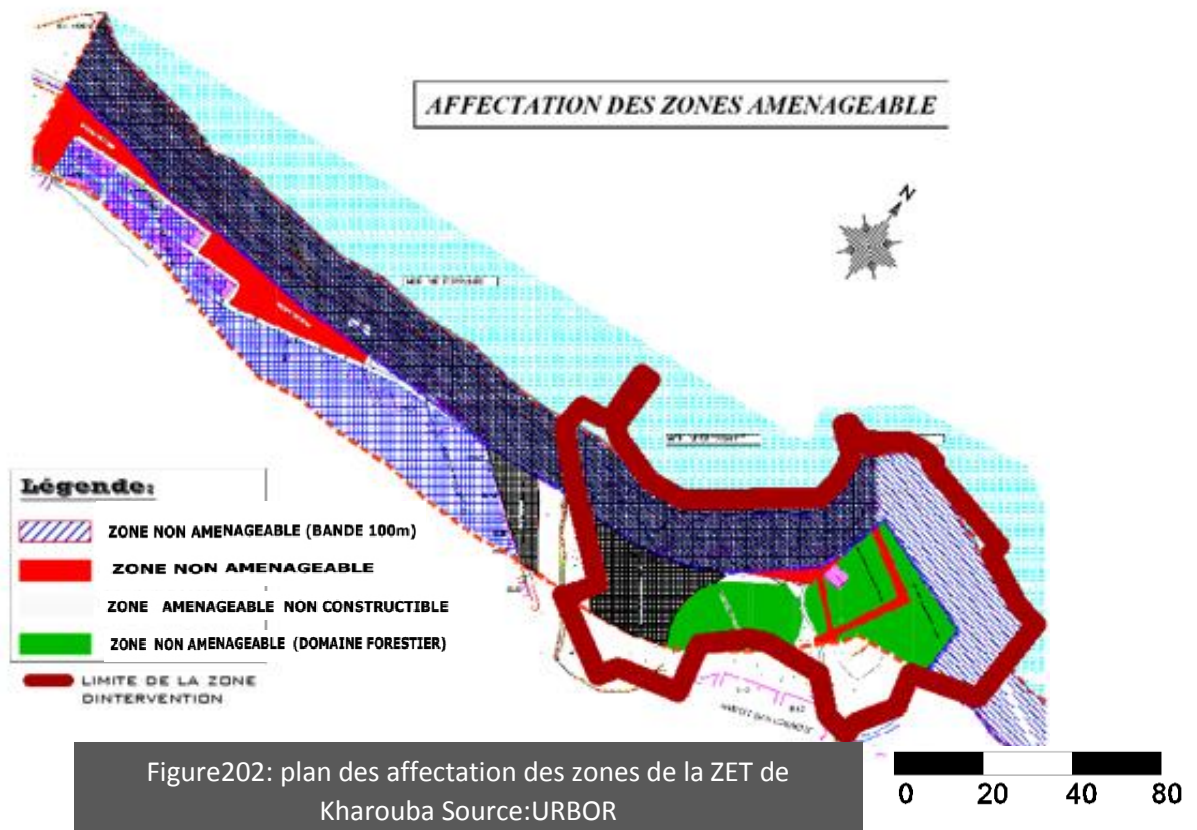 AFFECTATION DES ZONES AMENAGEABLE
N
Légende:
ZONE NON AMENAGEABLE (BANDE 100m)
ZONE NON AMENAGEABLE
ZONE AMENAGEABLE NON CONSTRUCTIBLE
ZONE NON AMENAGEABLE (DOMAINE FORESTIER)
LIMITE DE LA ZONE
DINTERVENTION
Figure202: plan des affectation des zones de la ZET de
Kharouba Source:URBOR
0 20 40 80